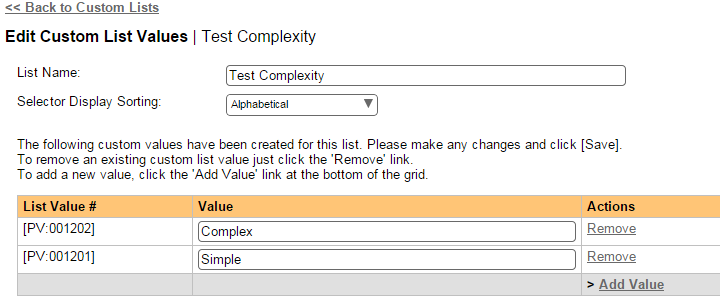 << Back to Custom Lists
Edit Custom List Values | Test Complexity
List Name: Test Complexity
Selector Display Sorting: Alphabetical
The following custom values have been created for this list. Please make any changes and click [Save].
To remove an existing custom list value just click the 'Remove' link.
To add a new value, click the 'Add Value' link at the bottom of the grid.
List Value # Value Actions
[PV:001202] Complex Remove
[PV:001201] Simple Remove
> Add Value